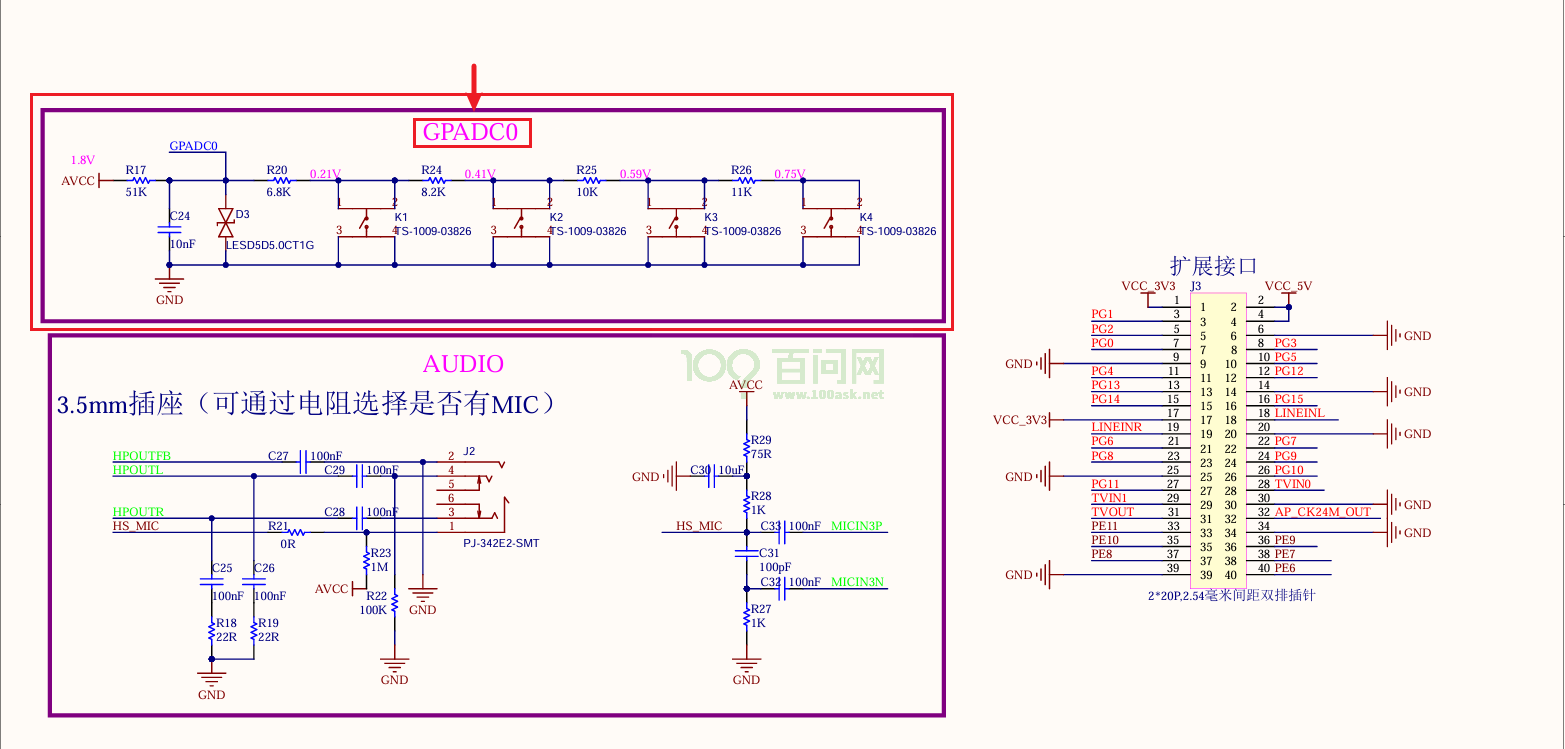 GPADC0
GPADC0
1.8V
AVCC
R17
51K
C24
10nF
D3
LESD5D5.0CT1G
GND
R20
6.8K
0.21V
1
2
3
4
K1
TS-1009-03826
R24
8.2K
0.41V
1
2
3
4
K2
TS-1009-03826
R25
10K
0.59V
1
2
3
4
K3
TS-1009-03826
R26
11K
0.75V
1
2
3
4
K4
TS-1009-03826
AUDIO
3.5mm插座（可通过电阻选择是否有MIC）
100 百问网
www.100ask.net
HPOUTFB
HPOUTL
HPOUTR
HS_MIC
C27
100nF
C29
100nF
C28
100nF
R21
0R
J2
2
4
5
6
3
1
PJ-342E2-SMT
R23
1M
AVCC
R22
100K
GND
GND
C25
100nF
C26
100nF
R18
22R
R19
22R
GND
AVCC
R29
75R
GND
C30
10uF
R28
1K
HS_MIC
C33
100nF
MICIN3P
C31
100pF
C32
100nF
MICIN3N
R27
1K
GND
扩展接口
VCC_3V3
J3
VCC_5V
1 1 2 2
PG1 3 3 4 4
PG2 5 5 6 6 GND
PG0 7 7 8 8 PG3
GND 9 9 10 10 PG5
PG4 11 11 12 12 PG12
PG13 13 13 14 14 GND
PG14 15 15 16 16 PG15
VCC_3V3 17 17 18 18 LINEINL
LINEINR 19 19 20 20 GND
PG6 21 21 22 22 PG7
PG8 23 23 24 24 PG9
GND 25 25 26 26 PG10
PG11 27 27 28 28 TVIN0
TVIN1 29 29 30 30 GND
TVOUT 31 31 32 32 AP_CK24M_OUT
PE11 33 33 34 34 GND
PE10 35 35 36 36 PE9
PE8 37 37 38 38 PE7
GND 39 39 40 40 PE6
2*20P,2.54毫米间距双排插针